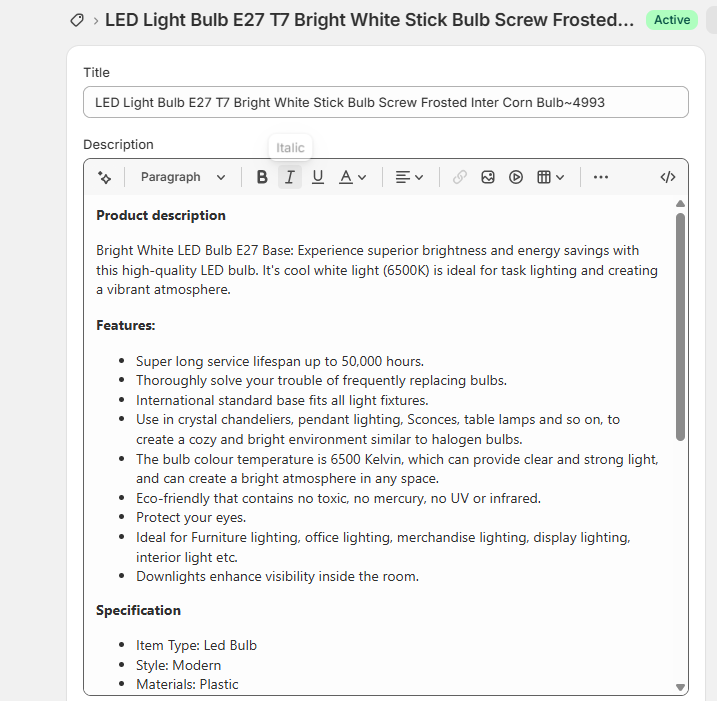 LED Light Bulb E27 T7 Bright White Stick Bulb Screw Frosted... Active
Title
LED Light Bulb E27 T7 Bright White Stick Bulb Screw Frosted Inter Corn Bulb~4993
Description
Italic
Paragraph B I U A
Product description
Bright White LED Bulb E27 Base: Experience superior brightness and energy savings with
this high-quality LED bulb. It's cool white light (6500K) is ideal for task lighting and creating
a vibrant atmosphere.
Features:
Super long service lifespan up to 50,000 hours.
Thoroughly solve your trouble of frequently replacing bulbs.
International standard base fits all light fixtures.
Use in crystal chandeliers, pendant lighting, Sconces, table lamps and so on, to
create a cozy and bright environment similar to halogen bulbs.
The bulb colour temperature is 6500 Kelvin, which can provide clear and strong light,
and can create a bright atmosphere in any space.
Eco-friendly that contains no toxic, no mercury, no UV or infrared.
Protect your eyes.
Ideal for Furniture lighting, office lighting, merchandise lighting, display lighting,
interior light etc.
Downlights enhance visibility inside the room.
Specification
Item Type: Led Bulb
Style: Modern
Materials: Plastic